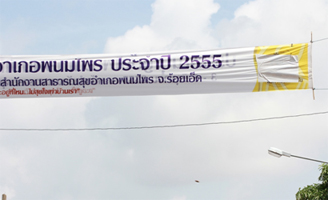 อำเภอพนมไพร ประจำปี 2555
สำนักงานสาธารณสุขอำเภอพนมไพร จ.ร้อยเอ็ด